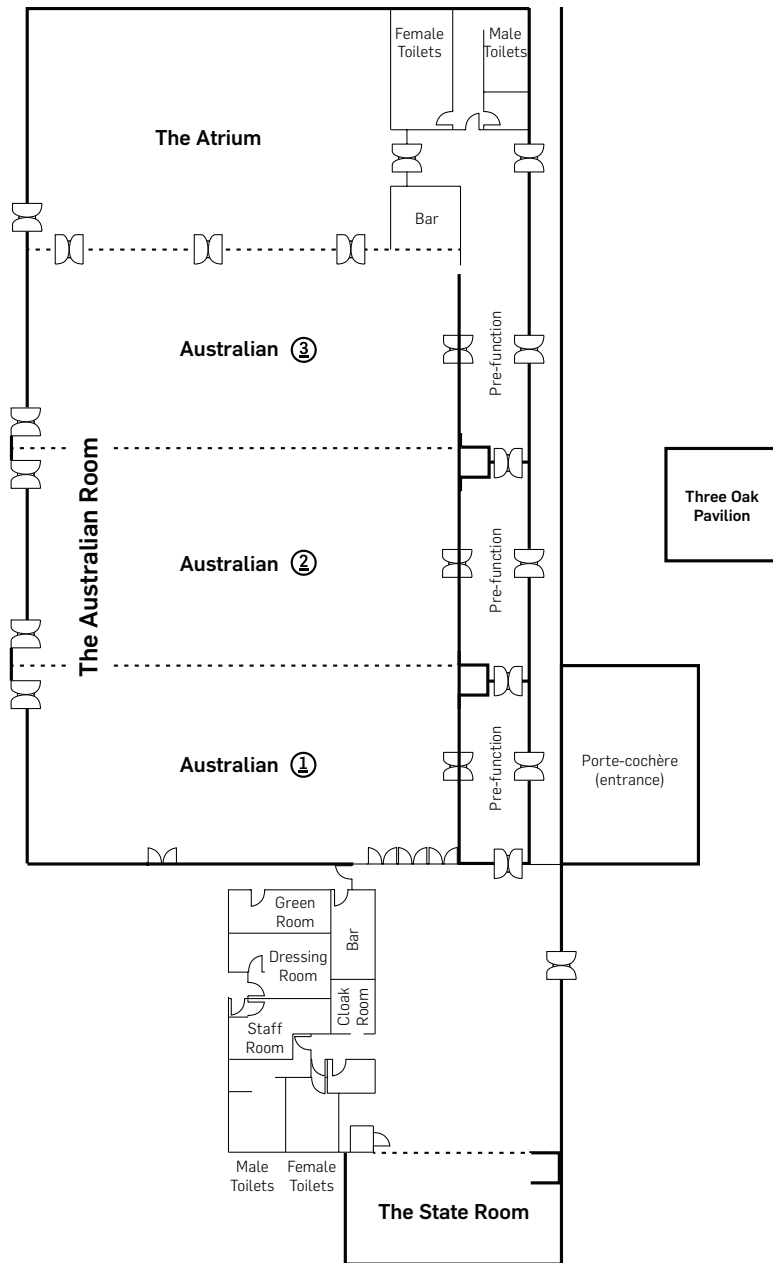 Female
Toilets
Male
Toilets
The Atrium
Bar
Australian 3
Pre-function
The Australian Room
Three Oak
Pavilion
Australian 2
Pre-function
Australian 1
Pre-function
Porte-cochère
(entrance)
Green
Room
Bar
Dressing
Room
Cloak
Room
Staff
Room
Male
Toilets
Female
Toilets
The State Room